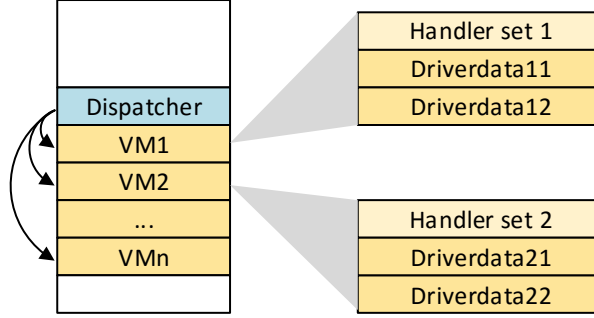 Dispatcher
VM1
VM2
...
VMn
Handler set 1
Driverdata11
Driverdata12
Handler set 2
Driverdata21
Driverdata22